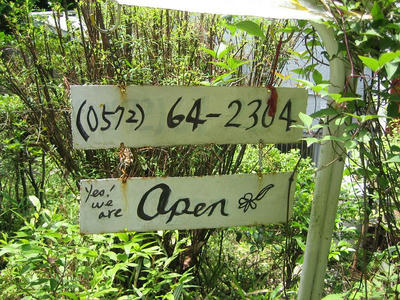 (0572) 64-2304
Yes! we are Open